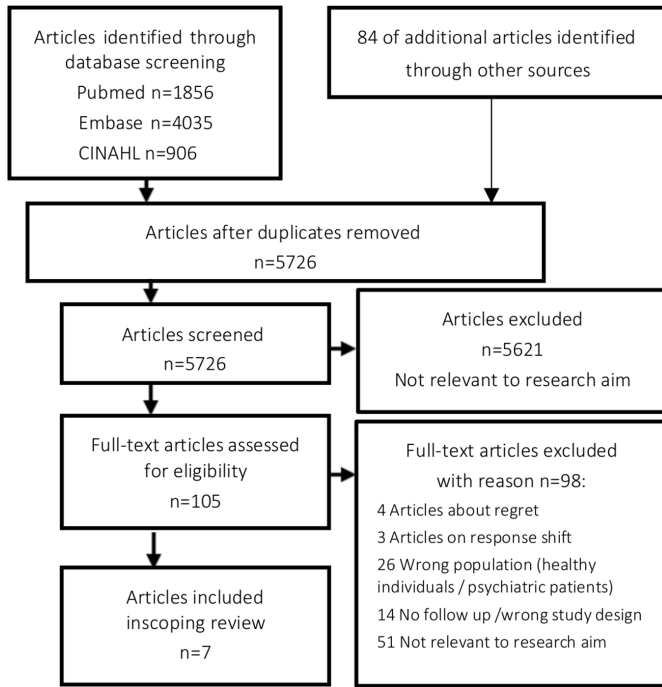 Articles identified through
database screening
Pubmed n=1856
Embase n=4035
CINAHL n=906
84 of additional articles identified
through other sources
Articles after duplicates removed
n=5726
Articles screened
n=5726
Articles excluded
n=5621
Not relevant to research aim
Full-text articles assessed
for eligibility
n=105
Full-text articles excluded
with reason n=98:
4 Articles about regret
3 Articles on response shift
26 Wrong population (healthy
individuals / psychiatric patients)
14 No follow up /wrong study design
51 Not relevant to research aim
Articles included
inscoping review
n=7